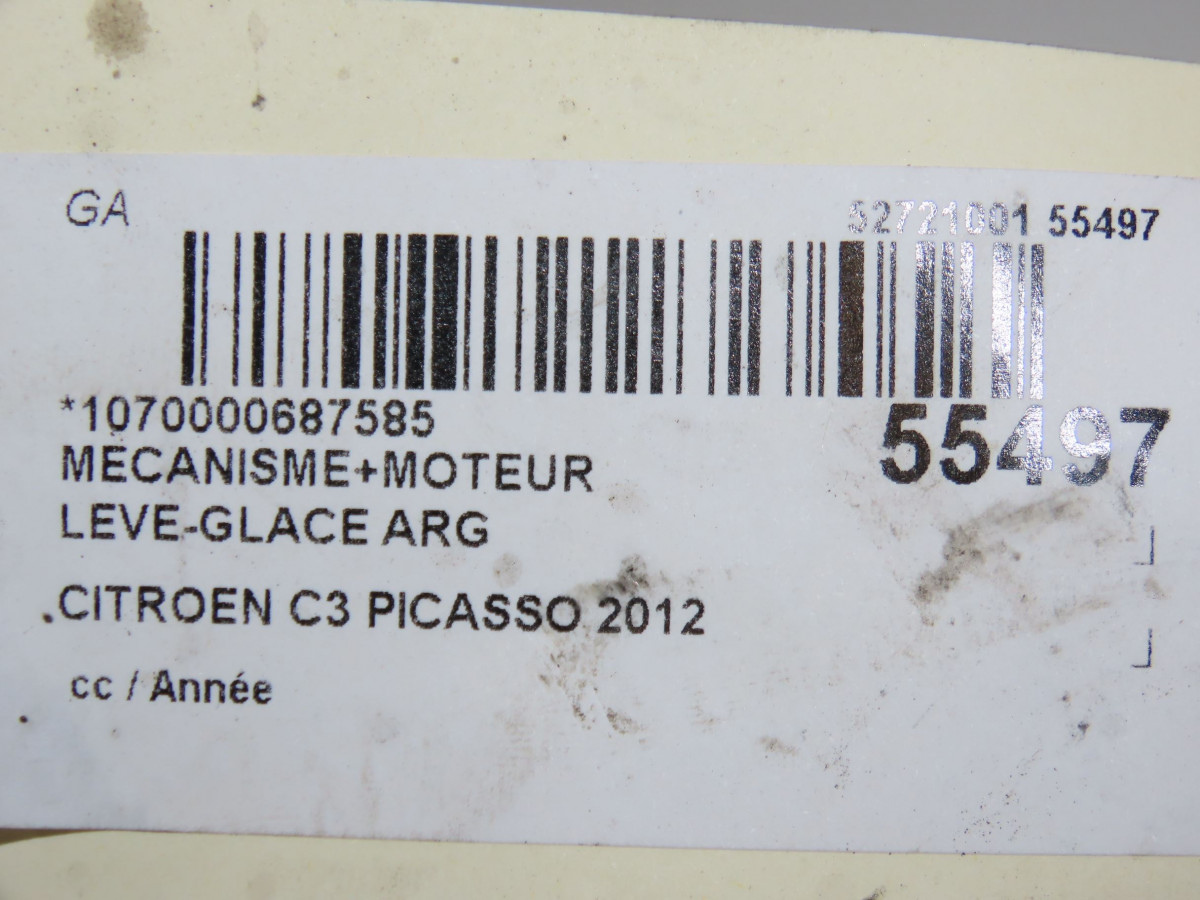 GA
52721001 55497
*1070000687585
55497
MECANISME+MOTEUR
LEVE-GLACE ARG
CITROEN C3 PICASSO 2012
cc / Année